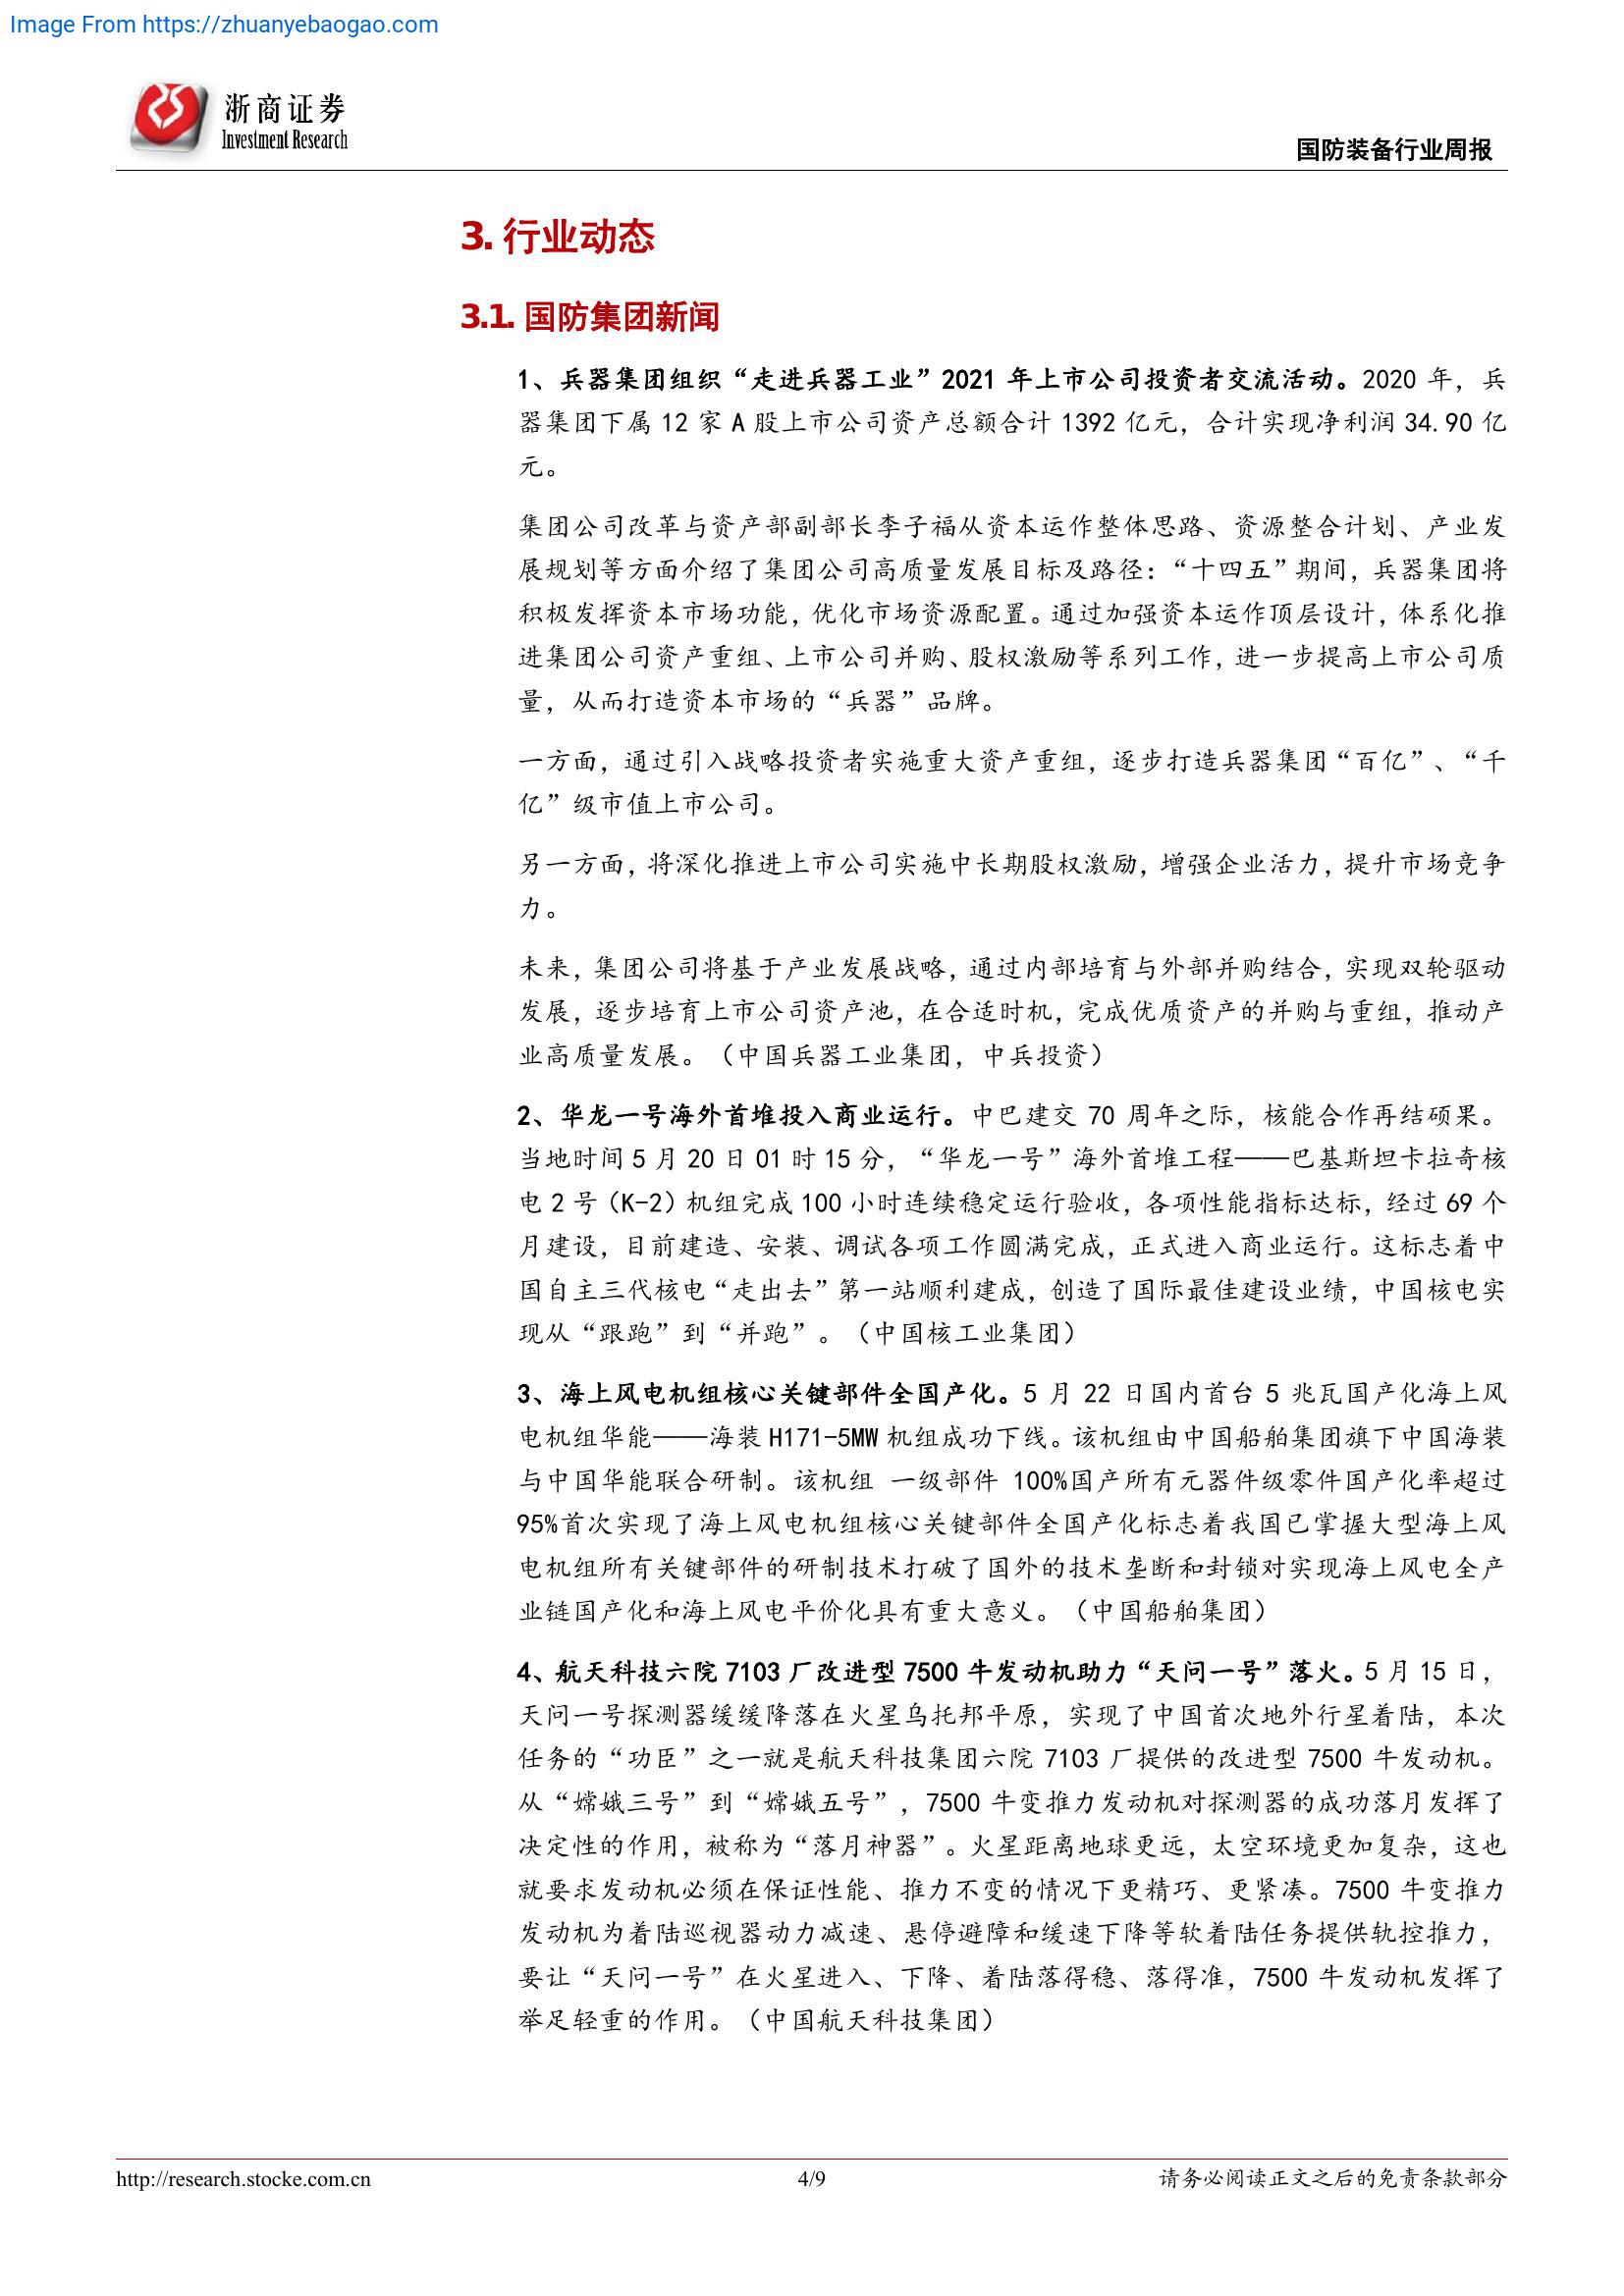 Image From https://zhuanyebaogao.com
浙商证券
Investment Research
国防装备行业周报
3. 行业动态
3.1. 国防集团新闻
1、兵器集团组织“走进兵器工业”2021 年上市公司投资者交流活动。2020 年，兵
器集团下属 12 家 A 股上市公司资产总额合计 1392 亿元，合计实现净利润 34.90 亿
元。
集团公司改革与资产部副部长李子福从资本运作整体思路、资源整合计划、产业发
展规划等方面介绍了集团公司高质量发展目标及路径：“十四五”期间，兵器集团将
积极发挥资本市场功能，优化市场资源配置。通过加强资本运作顶层设计，体系化推
进集团公司资产重组、上市公司并购、股权激励等系列工作，进一步提高上市公司质
量，从而打造资本市场的“兵器”品牌。
一方面，通过引入战略投资者实施重大资产重组，逐步打造兵器集团“百亿”、“千
亿”级市值上市公司。
另一方面，将深化推进上市公司实施中长期股权激励，增强企业活力，提升市场竞争
力。
未来，集团公司将基于产业发展战略，通过内部培育与外部并购结合，实现双轮驱动
发展，逐步培育上市公司资产池，在合适时机，完成优质资产的并购与重组，推动产
业高质量发展。（中国兵器工业集团，中兵投资）
2、华龙一号海外首堆投入商业运行。中巴建交 70 周年之际，核能合作再结硕果。
当地时间 5 月 20 日 01 时 15 分，“华龙一号”海外首堆工程——巴基斯坦卡拉奇核
电 2 号（K-2）机组完成 100 小时连续稳定运行验收，各项性能指标达标，经过 69 个
月建设，目前建造、安装、调试各项工作圆满完成，正式进入商业运行。这标志着中
国自主三代核电“走出去”第一站顺利建成，创造了国际最佳建设业绩，中国核电实
现从“跟跑”到“并跑”。（中国核工业集团）
3、海上风电机组核心关键部件全国产化。5 月 22 日国内首台 5 兆瓦国产化海上风
电机组华能——海装 H171-5MW 机组成功下线。该机组由中国船舶集团旗下中国海装
与中国华能联合研制。该机组 一级部件 100%国产所有元器件级零件国产化率超过
95%首次实现了海上风电机组核心关键部件全国产化标志着我国已掌握大型海上风
电机组所有关键部件的研制技术打破了国外的技术垄断和封锁对实现海上风电全产
业链国产化和海上风电平价化具有重大意义。（中国船舶集团）
4、航天科技六院 7103 厂改进型 7500 牛发动机助力“天问一号”落火。5 月 15 日，
天问一号探测器缓缓降落在火星乌托邦平原，实现了中国首次地外行星着陆，本次
任务的“功臣”之一就是航天科技集团六院 7103 厂提供的改进型 7500 牛发动机。
从“嫦娥三号”到“嫦娥五号”，7500 牛变推力发动机对探测器的成功落月发挥了
决定性的作用，被称为“落月神器”。火星距离地球更远，太空环境更加复杂，这也
就要求发动机必须在保证性能、推力不变的情况下更精巧、更紧凑。7500 牛变推力
发动机为着陆巡视器动力减速、悬停避障和缓速下降等软着陆任务提供轨控推力，
要让“天问一号”在火星进入、下降、着陆落得稳、落得准，7500 牛发动机发挥了
举足轻重的作用。（中国航天科技集团）
http://research.stocke.com.cn
4/9
请务必阅读正文之后的免责条款部分